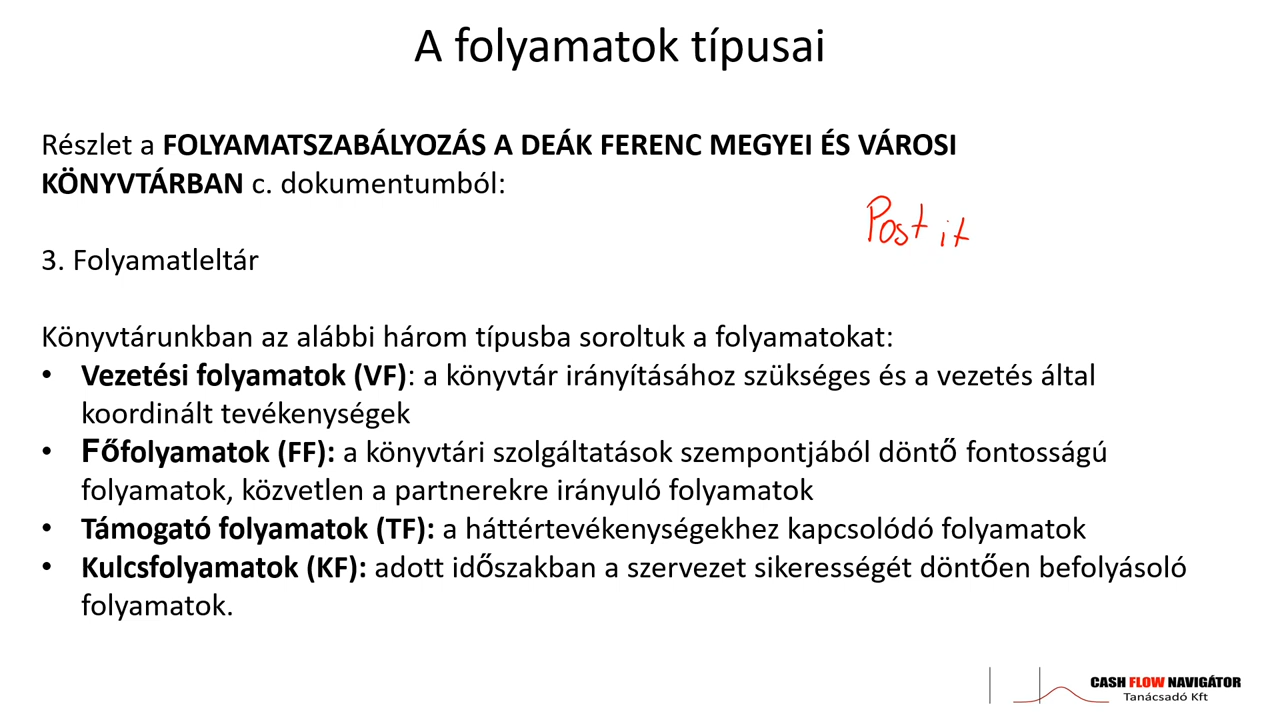 A folyamatok típusai
Részlet a FOLYAMATSZABÁLYOZÁS A DEÁK FERENC MEGYEI ÉS VÁROSI
KÖNYVTÁRBAN c. dokumentumból:
Post it
3. Folyamatleltár
Könyvtárunkban az alábbi három típusba soroltuk a folyamatokat:
• Vezetési folyamatok (VF): a könyvtár irányításához szükséges és a vezetés által
koordinált tevékenységek
• Főfolyamatok (FF): a könyvtári szolgáltatások szempontjából döntő fontosságú
folyamatok, közvetlen a partnerekre irányuló folyamatok
• Támogató folyamatok (TF): a háttértevékenységekhez kapcsolódó folyamatok
• Kulcsfolyamatok (KF): adott időszakban a szervezet sikerességét döntően befolyásoló
folyamatok.
CASH FLOW NAVIGÁTOR
Tanácsadó Kft